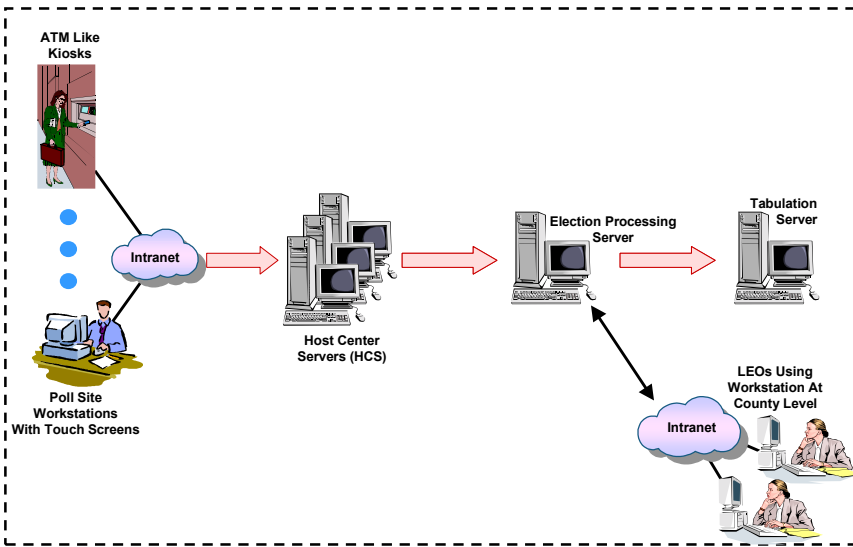 ATM Like
Kiosks
Intranet
Poll Site
Workstations
With Touch Screens
Host Center
Servers (HCS)
Election Processing
Server
Tabulation
Server
LEOs Using
Workstation At
County Level
Intranet